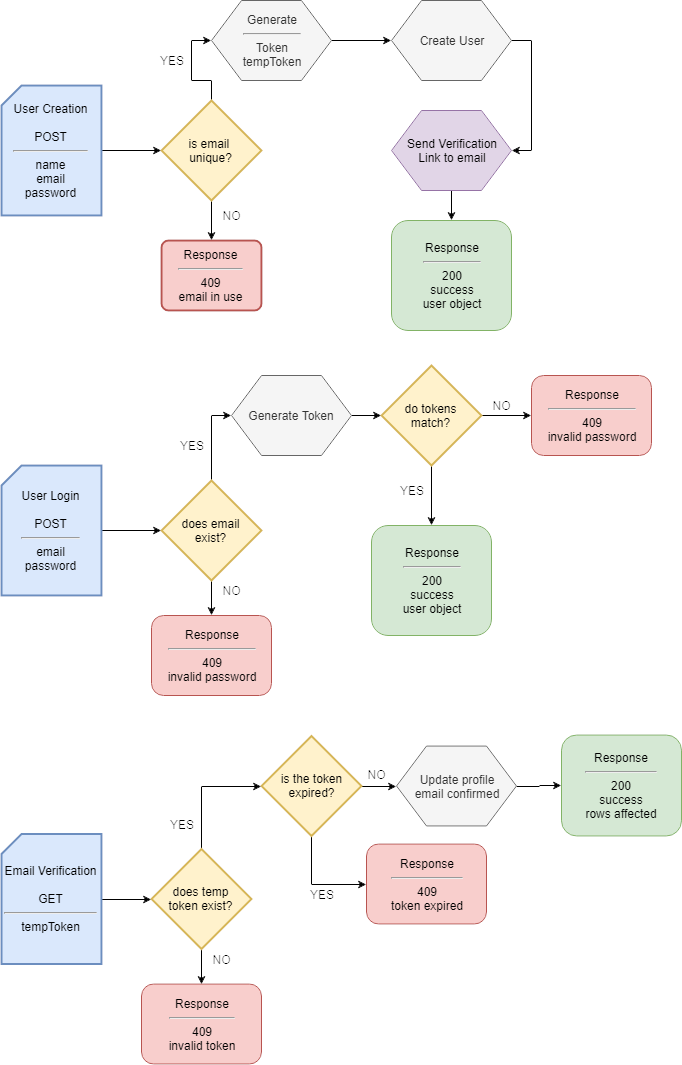 Generate
Token
tempToken
Create User
YES
User Creation
POST
name
email
password
is email
unique?
Send Verification
Link to email
NO
Response
409
email in use
Response
200
success
user object
Generate Token
do tokens
match?
NO
Response
409
invalid password
YES
YES
User Login
POST
email
password
does email
exist?
Response
200
success
user object
NO
Response
409
invalid password
is the token
expired?
NO
Update profile
email confirmed
Response
200
success
rows affected
YES
Email Verification
GET
tempToken
does temp
token exist?
YES
Response
409
token expired
NO
Response
409
invalid token